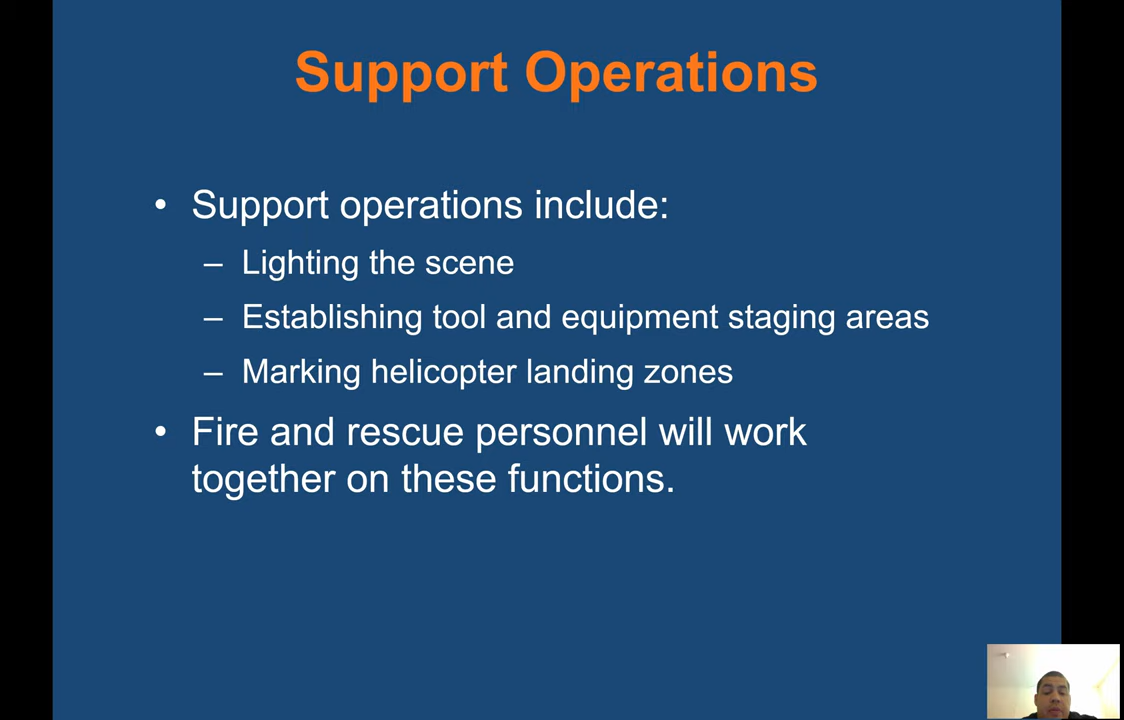 Support Operations
• Support operations include:
– Lighting the scene
– Establishing tool and equipment staging areas
– Marking helicopter landing zones
• Fire and rescue personnel will work
together on these functions.